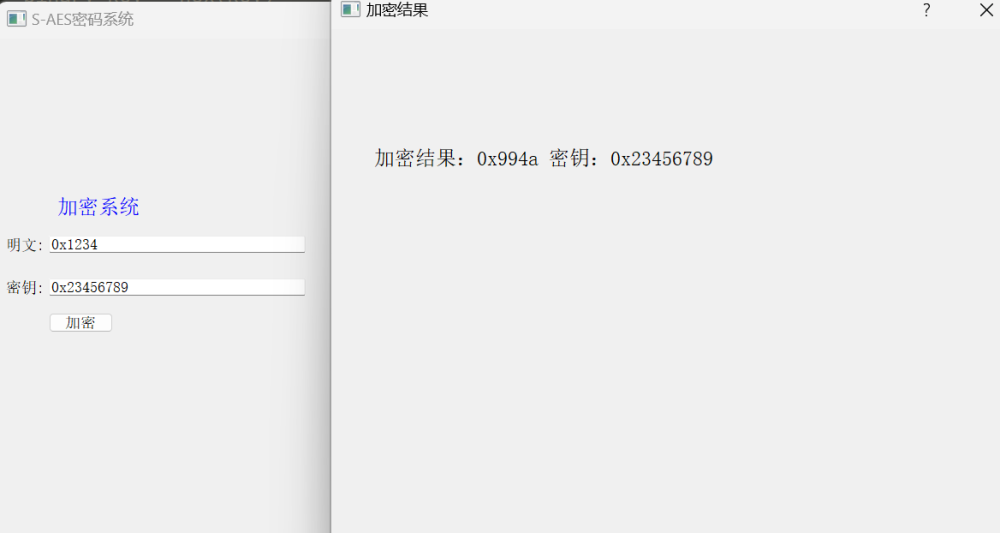 S-AES密码系统
加密系统
明文: 0x1234
密钥: 0x23456789
加密
加密结果
?
加密结果: 0x994a 密钥: 0x23456789